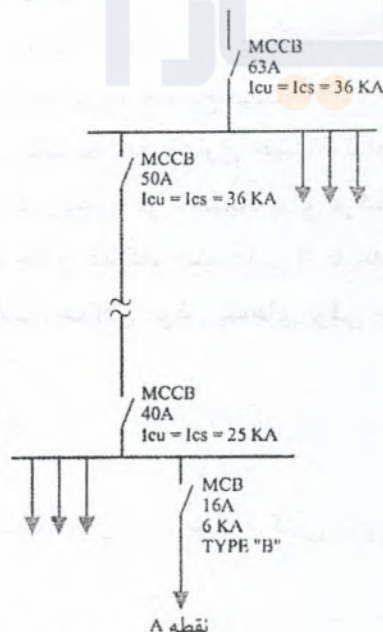 MCCB
63A
Icu = Ics = 36 KA
MCCB
50A
Icu = Ics = 36 KA
MCCB
40A
Icu = Ics = 25 KA
MCB
16A
6 KA
TYPE "B"
نقطه A